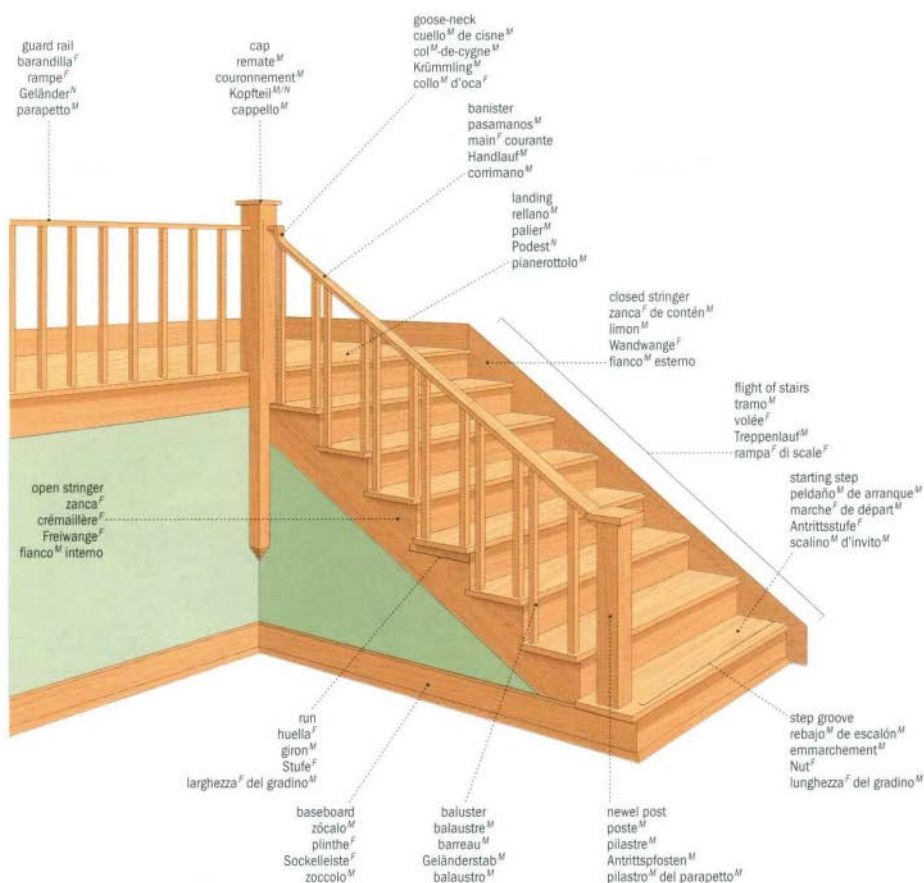 goose-neck
cuello^M de cisne^M
col^M-de-cygne^M
Krümmling^M
collo^M d'oca^F
guard rail
barandilla^F
rampe^F
Geländer^N
parapetto^M
cap
remate^M
couronnement^M
Kopfteil^M/N
cappello^M
banister
pasamanos^M
main^F courante
Handlauf^M
corrimano^M
landing
rellano^M
palier^M
Podest^N
pianerottolo^M
closed stringer
zanca^F de contén^M
limon^M
Wandwange^F
fianco^M esterno
flight of stairs
tramo^M
volée^F
Treppenlauf^M
rampa^F di scale^F
starting step
peldaño^M de arranque^M
marche^F de départ^M
Antrittsstufe^F
scalino^M d'invito^M
open stringer
zanca^F
crémaillère^F
Freiwange^F
fianco^M interno
run
huella^F
giron^M
Stufe^F
larghezza^F del gradino^M
step groove
rebajo^M de escalón^M
emmarchement^M
Nut^F
lunghezza^F del gradino^M
baseboard
zócalo^M
plinthe^F
Sockelleiste^F
zoccolo^M
baluster
balaustre^M
barreau^M
Geländerstab^M
balaustro^M
newel post
poste^M
pilastre^M
Antrittspfosten^M
pilastro^M del parapetto^M